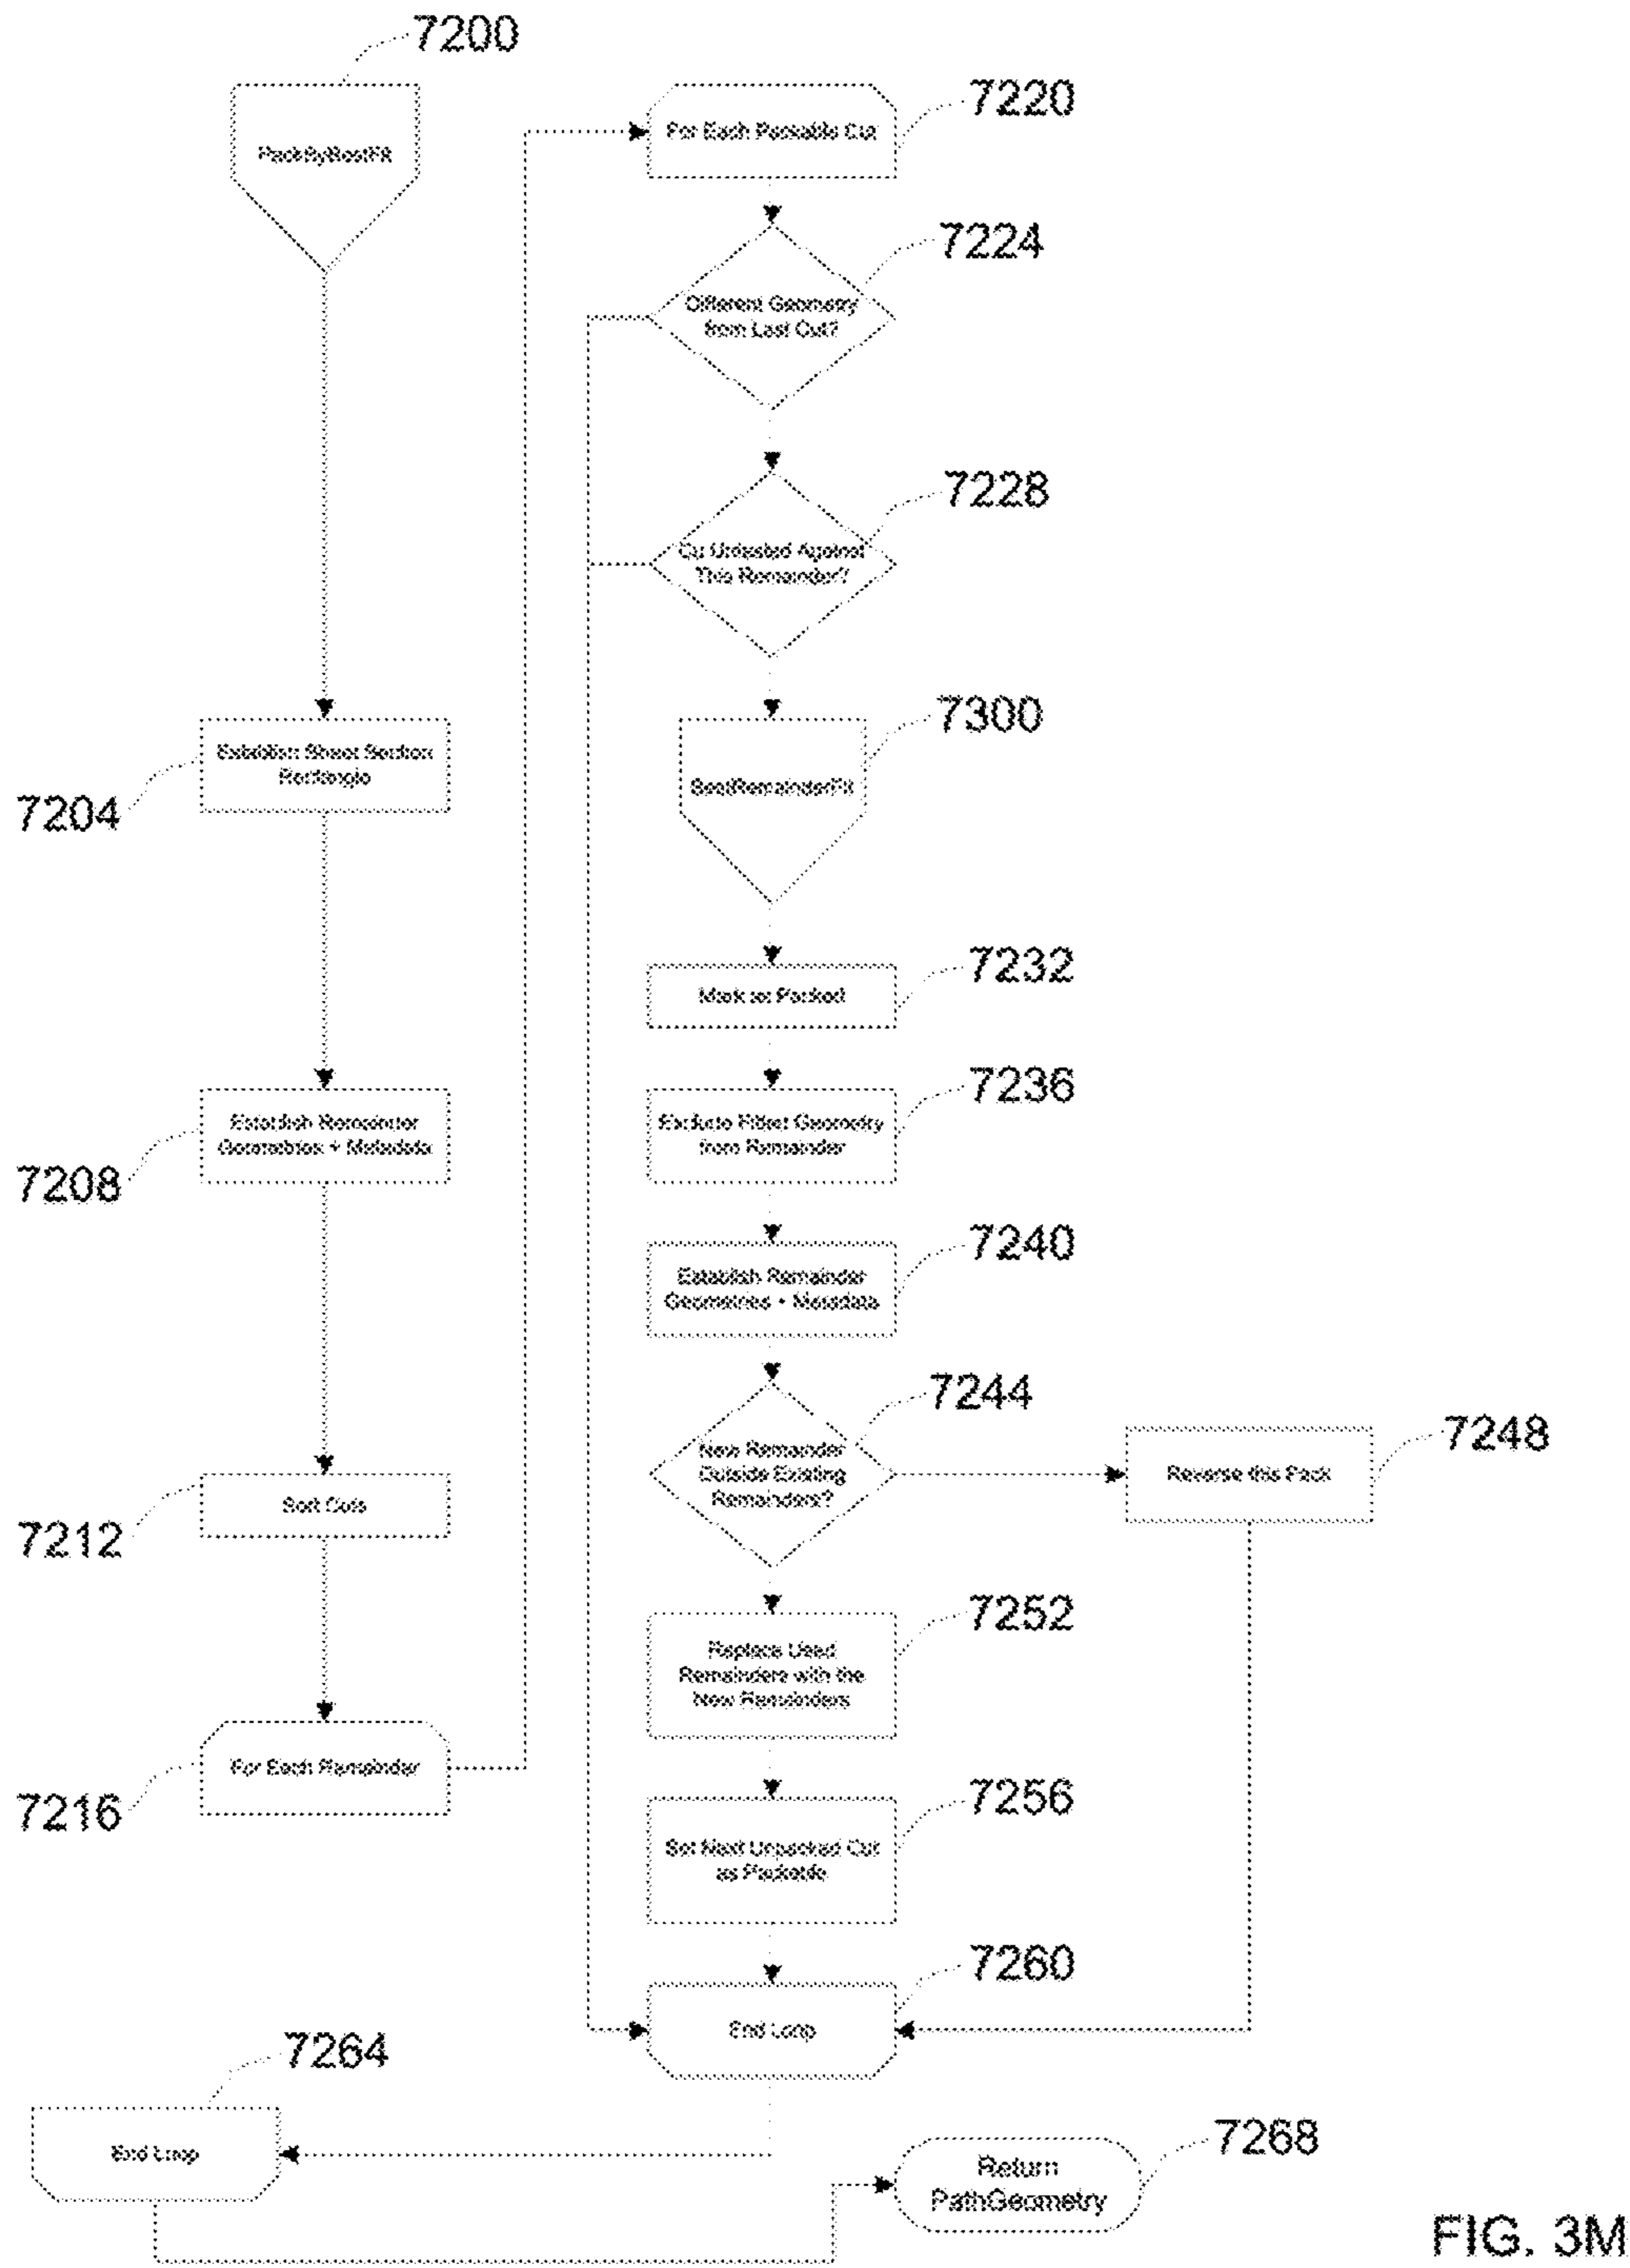 7200
PackByBestFit
7204
Establish Sheet Section
Rectangle
7208
Establish Remainder
Geometries + Metadata
7212
Sort Cuts
7216
For Each Remainder
7220
For Each Packable Cut
7224
Different Geometry
from Last Cut?
7228
Cut Untested Against
This Remainder?
7300
BestRemainderFit
7232
Mark as Packed
7236
Exclude Fitted Geometry
from Remainder
7240
Establish Remainder
Geometries + Metadata
7244
New Remainder
Outside Existing
Remainders?
7248
Reverse this Pack
7252
Replace Used
Remainders with the
New Remainders
7256
Set Next Unpacked Cut
as Packable
7260
End Loop
7264
End Loop
7268
Return
PathGeometry
FIG. 3M